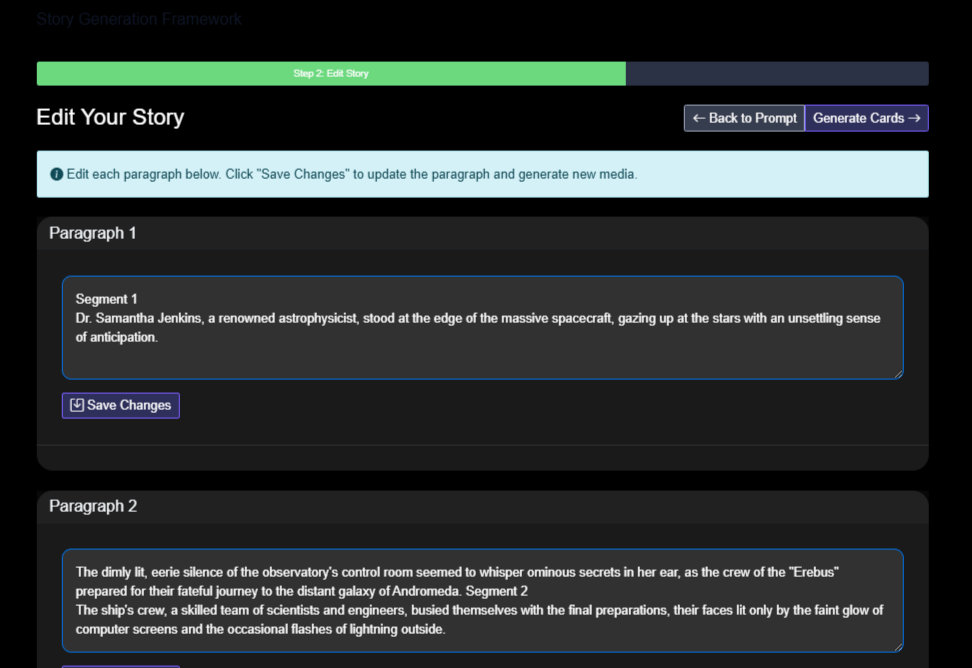 Story Generation Framework
Step 2: Edit Story
Edit Your Story
← Back to Prompt
Generate Cards →
Edit each paragraph below. Click "Save Changes" to update the paragraph and generate new media.
Paragraph 1
Segment 1
Dr. Samantha Jenkins, a renowned astrophysicist, stood at the edge of the massive spacecraft, gazing up at the stars with an unsettling sense
of anticipation.
Save Changes
Paragraph 2
The dimly lit, eerie silence of the observatory's control room seemed to whisper ominous secrets in her ear, as the crew of the "Erebus"
prepared for their fateful journey to the distant galaxy of Andromeda. Segment 2
The ship's crew, a skilled team of scientists and engineers, busied themselves with the final preparations, their faces lit only by the faint glow of
computer screens and the occasional flashes of lightning outside.